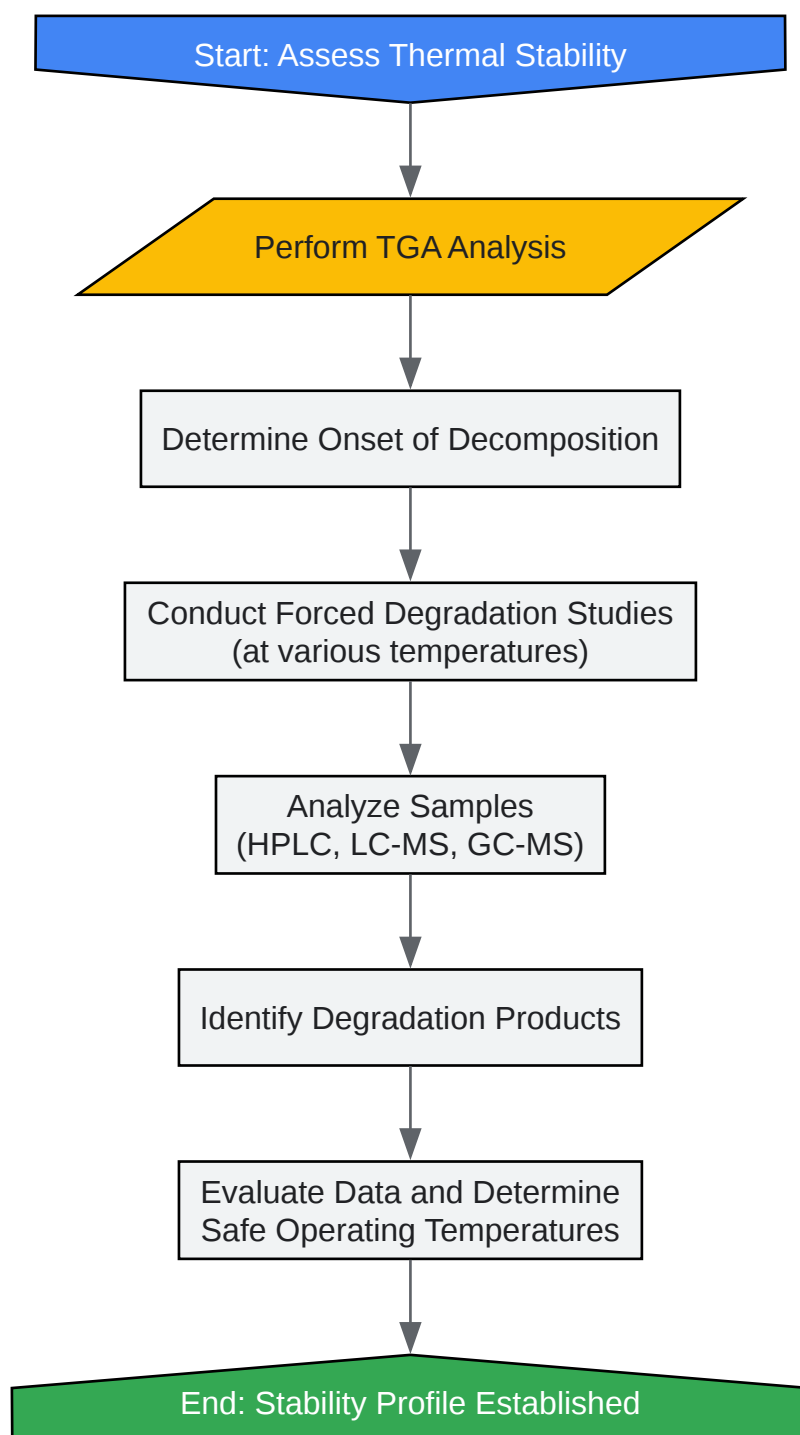 Start: Assess Thermal Stability
Perform TGA Analysis
Determine Onset of Decomposition
Conduct Forced Degradation Studies
(at various temperatures)
Analyze Samples
(HPLC, LC-MS, GC-MS)
Identify Degradation Products
Evaluate Data and Determine
Safe Operating Temperatures
End: Stability Profile Established